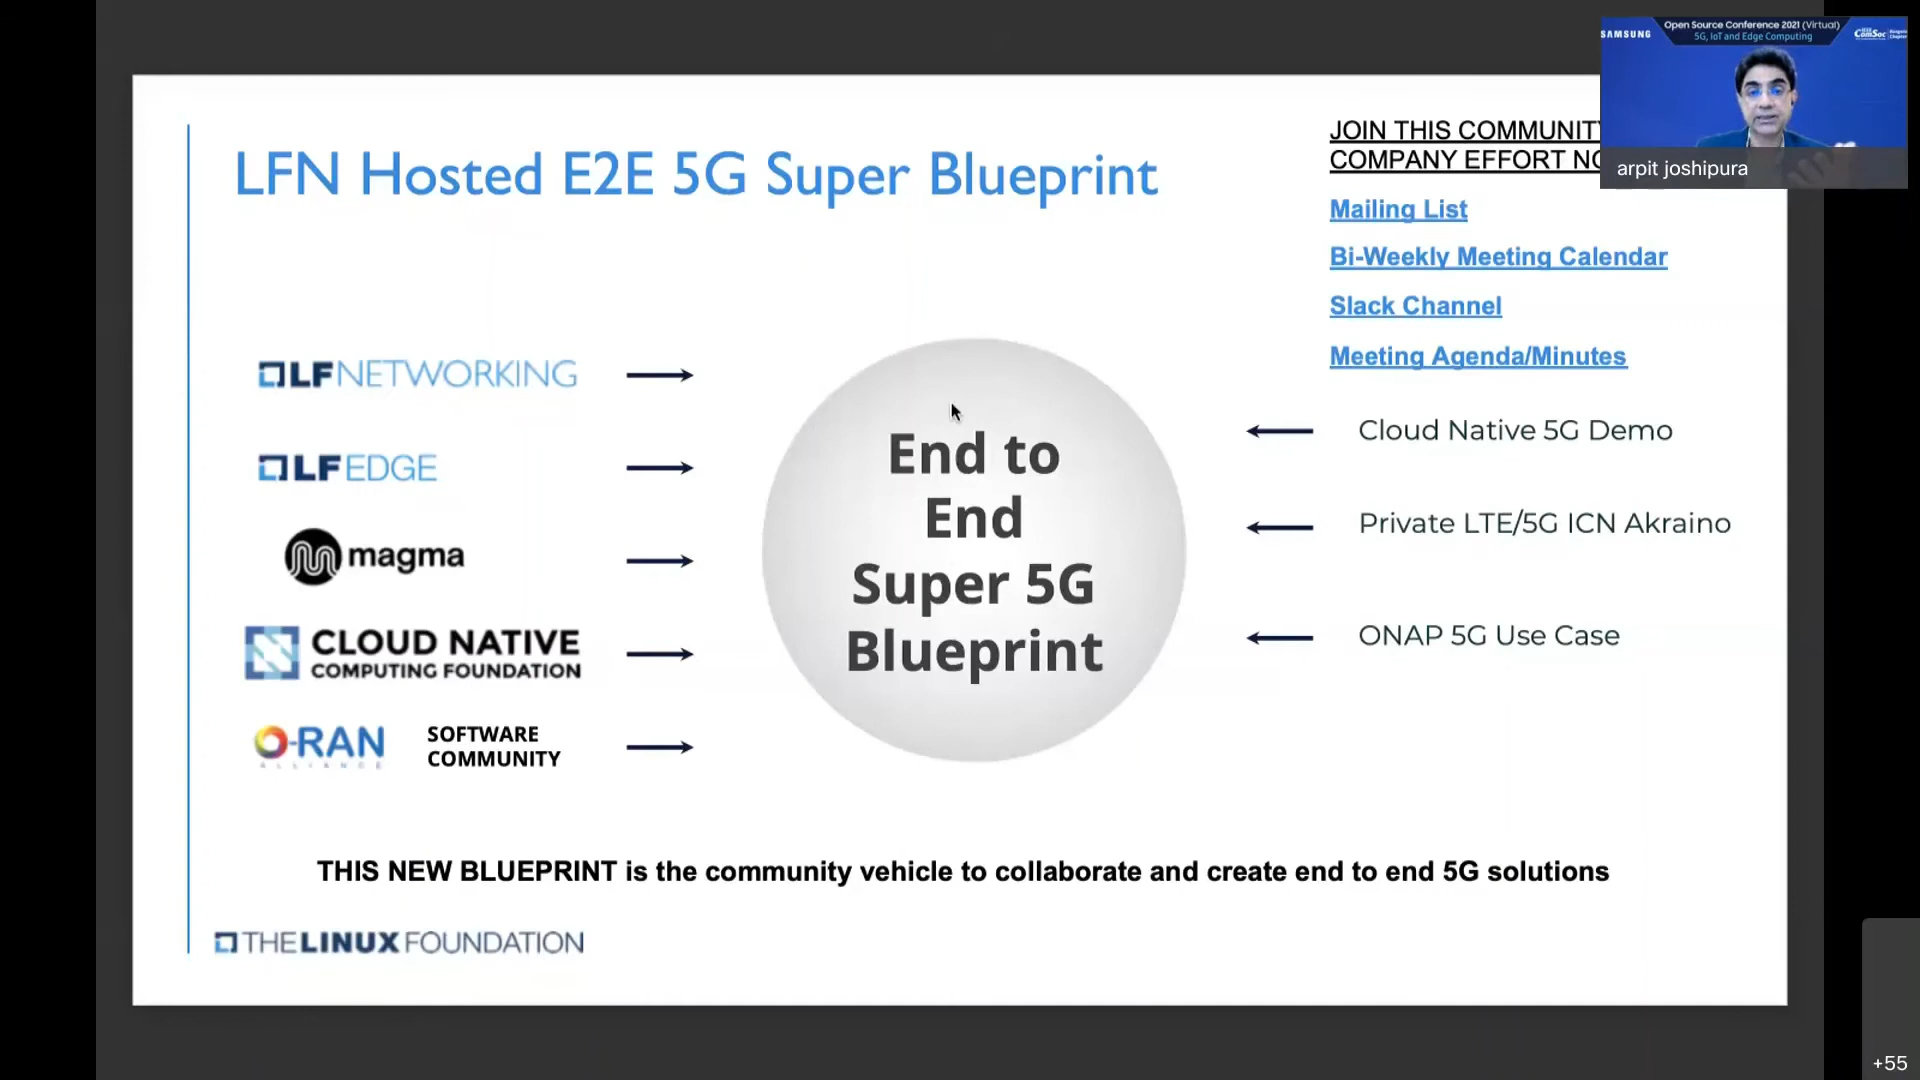 SAMSUNG
Open Source Conference 2021 (Virtual)
5G, IoT and Edge Computing
ComSoc
arpit joshipura
LFN Hosted E2E 5G Super Blueprint
JOIN THIS COMMUNITY
COMPANY EFFORT
Mailing List
Bi-Weekly Meeting Calendar
Slack Channel
Meeting Agenda/Minutes
LFNETWORKING
LFEDGE
magma
CLOUD NATIVE
COMPUTING FOUNDATION
O-RAN
ALLIANCE
SOFTWARE
COMMUNITY
End to
End
Super 5G
Blueprint
Cloud Native 5G Demo
Private LTE/5G ICN Akraino
ONAP 5G Use Case
THIS NEW BLUEPRINT is the community vehicle to collaborate and create end to end 5G solutions
THELINUXFOUNDATION
+55